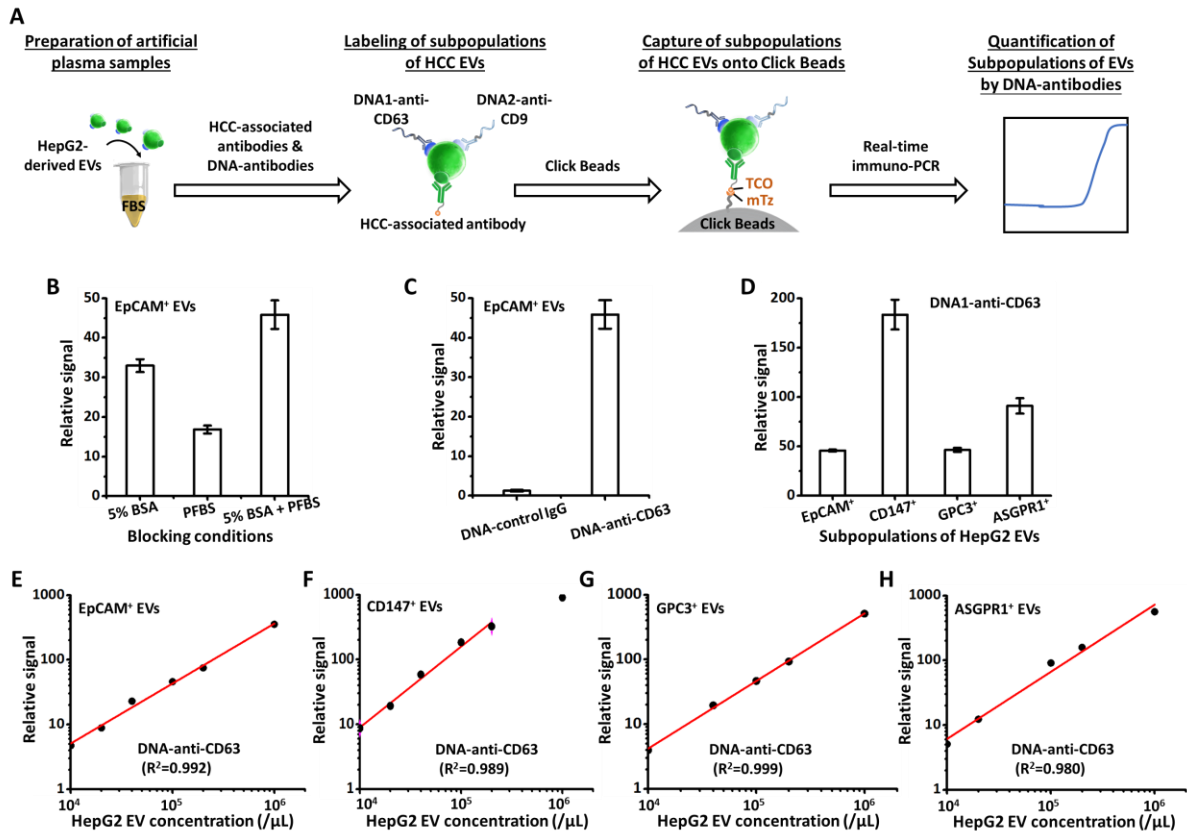 A
Preparation of artificial
plasma samples
Labeling of subpopulations
of HCC EVs
Capture of subpopulations
of HCC EVs onto Click Beads
Quantification of
Subpopulations of EVs
by DNA-antibodies
HepG2-
derived EVs
FBS
HCC-associated
antibodies &
DNA-antibodies
DNA1-anti-
CD63
DNA2-anti-
CD9
HCC-associated antibody
Click Beads
TCO
mTz
Click Beads
Real-time
immuno-PCR
B
EpCAM⁺ EVs
Relative signal
50
40
30
20
10
0
5% BSA
PFBS
5% BSA + PFBS
Blocking conditions
C
EpCAM⁺ EVs
Relative signal
50
40
30
20
10
0
DNA-control IgG
DNA-anti-CD63
D
DNA1-anti-CD63
Relative signal
200
150
100
50
0
EpCAM⁺
CD147⁺
GPC3⁺
ASGPR1⁺
Subpopulations of HepG2 EVs
E
EpCAM⁺ EVs
Relative signal
1000
100
10
1
DNA-anti-CD63
(R²=0.992)
10⁴
10⁵
10⁶
HepG2 EV concentration (/μL)
F
CD147⁺ EVs
Relative signal
1000
100
10
1
DNA-anti-CD63
(R²=0.989)
10⁴
10⁵
10⁶
HepG2 EV concentration (/μL)
G
GPC3⁺ EVs
Relative signal
1000
100
10
1
DNA-anti-CD63
(R²=0.999)
10⁴
10⁵
10⁶
HepG2 EV concentration (/μL)
H
ASGPR1⁺ EVs
Relative signal
1000
100
10
1
DNA-anti-CD63
(R²=0.980)
10⁴
10⁵
10⁶
HepG2 EV concentration (/μL)